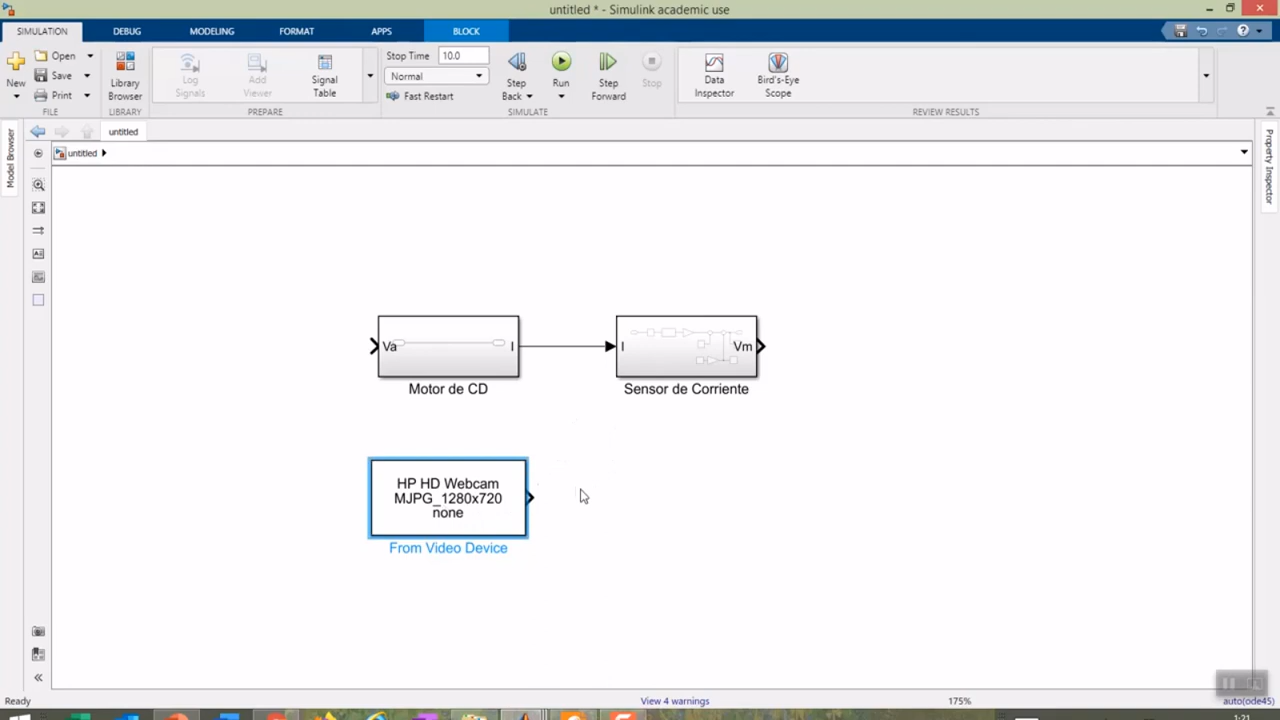 untitled * - Simulink academic use
SIMULATION DEBUG MODELING FORMAT APPS BLOCK
New
Open
Save
Print
FILE
Library
Browser
LIBRARY
Log
Signals
Add
Viewer
Signal
Table
PREPARE
Stop Time 10.0
Normal
Fast Restart
Step
Back
Run
Step
Forward
Stop
SIMULATE
Data
Inspector
Bird's-Eye
Scope
REVIEW RESULTS
untitled
untitled
Model Browser
Property Inspector
Va I
Motor de CD
I Vm
Sensor de Corriente
HP HD Webcam
MJPG_1280x720
none
From Video Device
Ready
View 4 warnings
175%
auto(ode45)
1:21